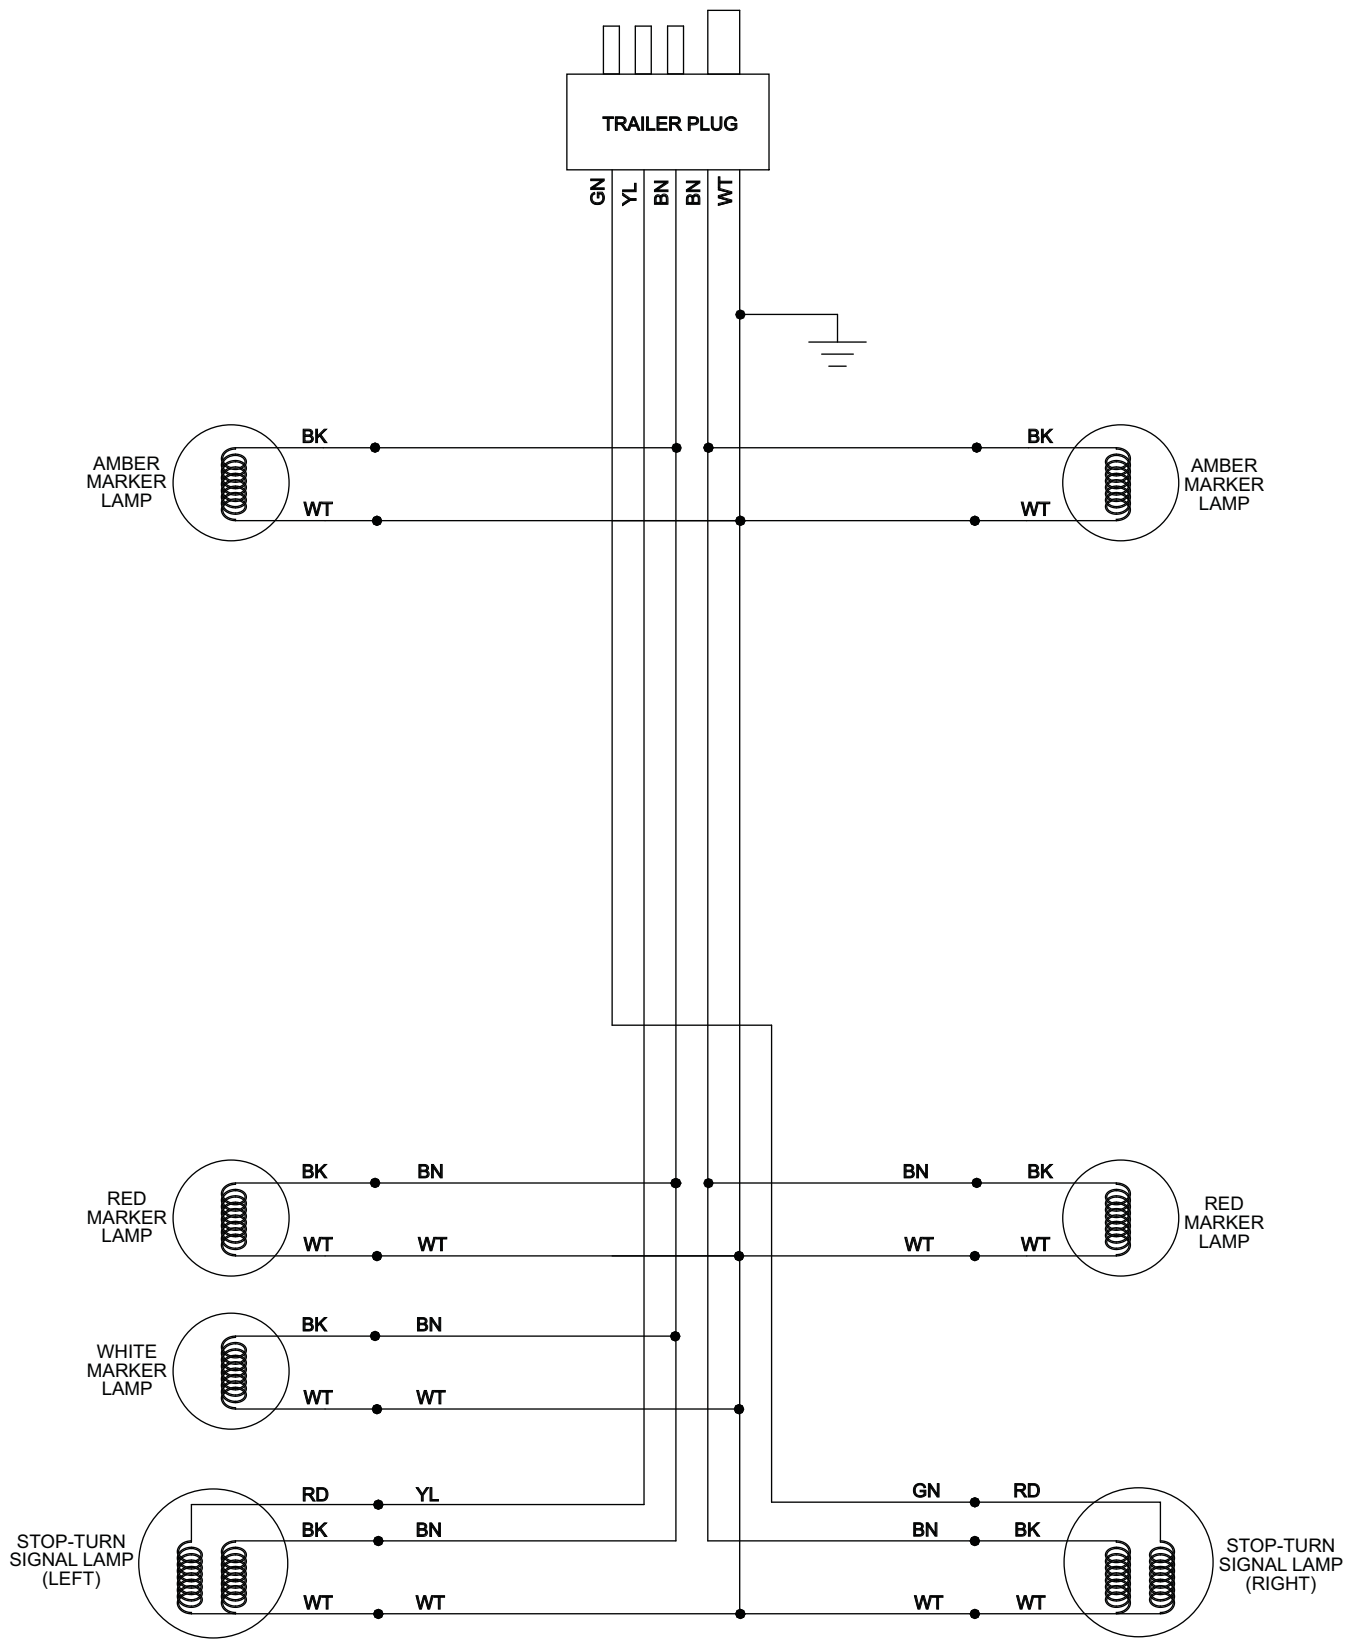 TRAILER PLUG
GN
YL
BN
BN
WT
BK
BK
AMBER
MARKER
LAMP
AMBER
MARKER
LAMP
WT
WT
BK
BN
BN
BK
RED
MARKER
LAMP
RED
MARKER
LAMP
WT
WT
WT
WT
BK
BN
WHITE
MARKER
LAMP
WT
WT
RD
YL
GN
RD
BK
BN
BN
BK
STOP-TURN
SIGNAL LAMP
(LEFT)
STOP-TURN
SIGNAL LAMP
(RIGHT)
WT
WT
WT
WT